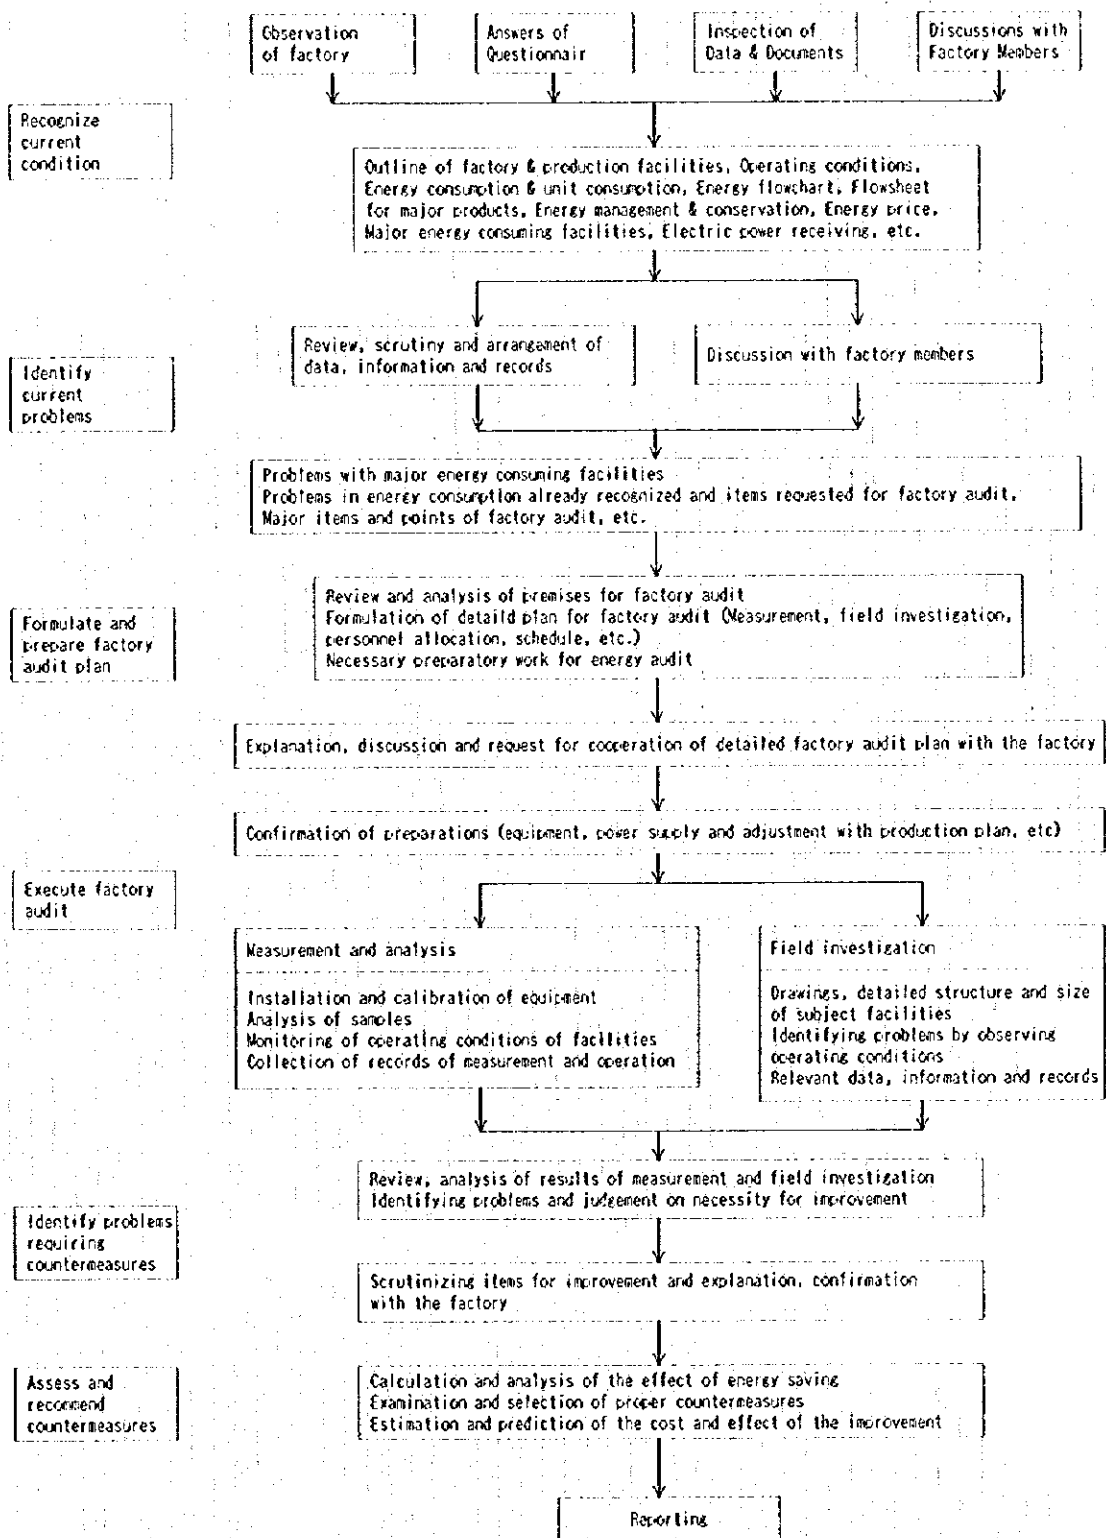 Observation
of factory
Answers of
Questionnair
Inspection of
Data & Documents
Discussions with
Factory Members
Recognize
current
condition
Outline of factory & production facilities, Operating conditions,
Energy consumption & unit consumption, Energy flowchart, Flowsheet
for major products, Energy management & conservation, Energy price,
Major energy consuming facilities, Electric power receiving, etc.
Identify
current
problems
Review, scrutiny and arrangement of
data, information and records
Discussion with factory members
Problems with major energy consuming facilities
Problems in energy consumption already recognized and items requested for factory audit,
Major items and points of factory audit, etc.
Formulate and
prepare factory
audit plan
Review and analysis of premises for factory audit
Formulation of detaild plan for factory audit (Measurement, field investigation,
personnel allocation, schedule, etc.)
Necessary preparatory work for energy audit
Explanation, discussion and request for cooperation of detailed factory audit plan with the factory
Confirmation of preparations (equipment, power supply and adjustment with production plan, etc)
Execute factory
audit
Measurement and analysis
Installation and calibration of equipment
Analysis of samples
Monitoring of operating conditions of facilities
Collection of records of measurement and operation
Field investigation
Drawings, detailed structure and size
of subject facilities
Identifying problems by observing
operating conditions
Relevant data, information and records
Review, analysis of results of measurement and field investigation
Identifying problems and judgement on necessity for improvement
Identify problems
requiring
countermeasures
Scrutinizing items for improvement and explanation, confirmation
with the factory
Assess and
recommend
countermeasures
Calculation and analysis of the effect of energy saving
Examination and selection of proper countermeasures
Estimation and prediction of the cost and effect of the improvement
Reporting